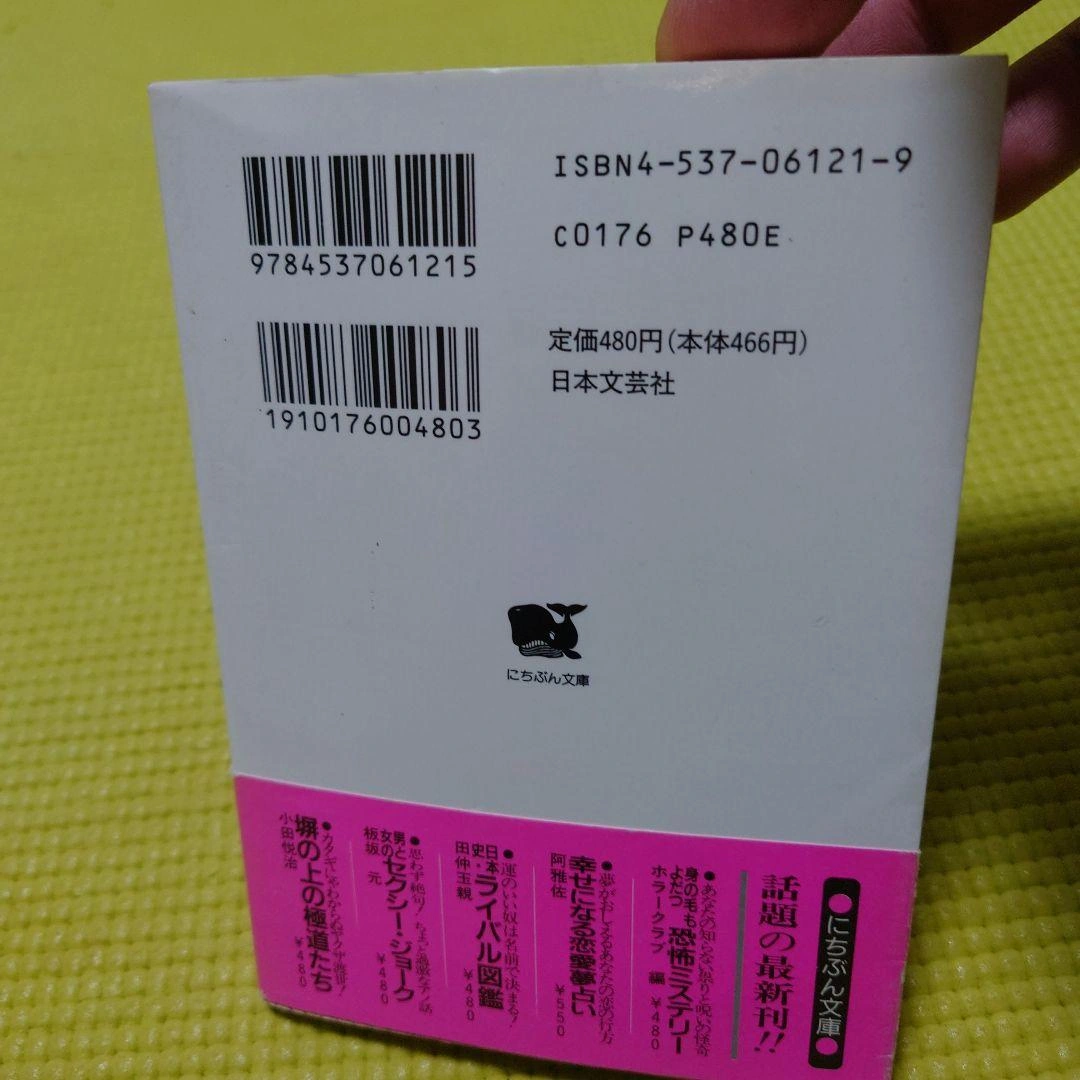 ISBN4-537-06121-9
C0176 P480E
9784537061215
定価480円(本体466円)
日本文芸社
1910176004803
にちぶん文庫
●にちぶん文庫●
話題の最新刊!!
●あなたの知らない怒りと呪いの怪奇
身の毛もよだつ恐怖ミステリー
ホラークラブ 編 ¥480
●夢がおしえるあなたの恋の行方
幸せになる恋愛夢占い
阿雅佐 ¥550
●運のいい奴は名前で決まる!
日本史・ライバル図鑑
田仲玉親 ¥480
●思わず絶句!ちょっと過激なナノ話
男と女のセクシー・ジョーク
板坂 元 ¥480
●カタギにゃわからぬヤクザ渡世!
塀の上の極道たち
小田悦治 ¥480